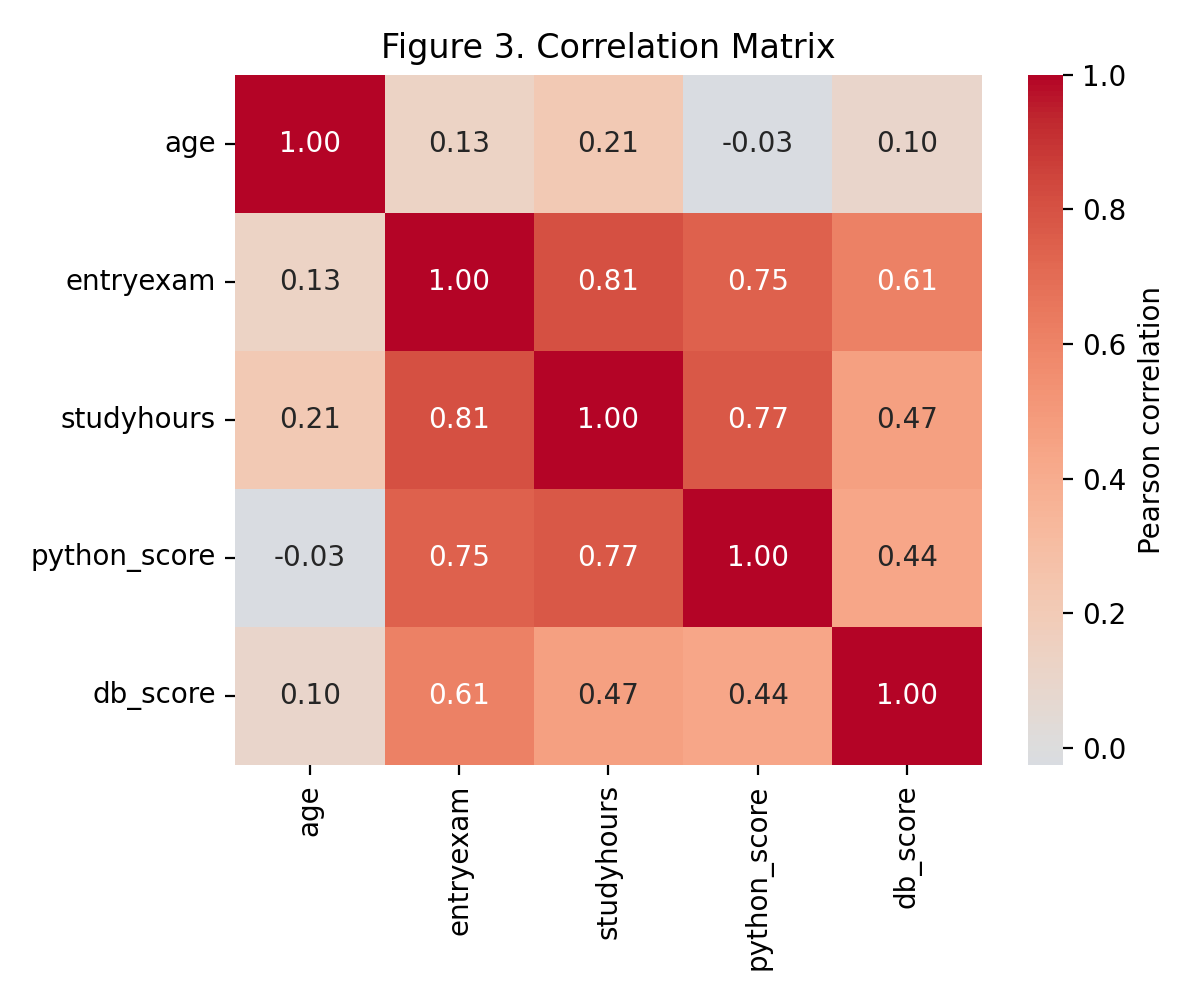 Figure 3. Correlation Matrix
age 1.00 0.13 0.21 -0.03 0.10
entryexam 0.13 1.00 0.81 0.75 0.61
studyhours 0.21 0.81 1.00 0.77 0.47
python_score -0.03 0.75 0.77 1.00 0.44
db_score 0.10 0.61 0.47 0.44 1.00
age
entryexam
studyhours
python_score
db_score
1.0
0.8
0.6
0.4
0.2
0.0
Pearson correlation